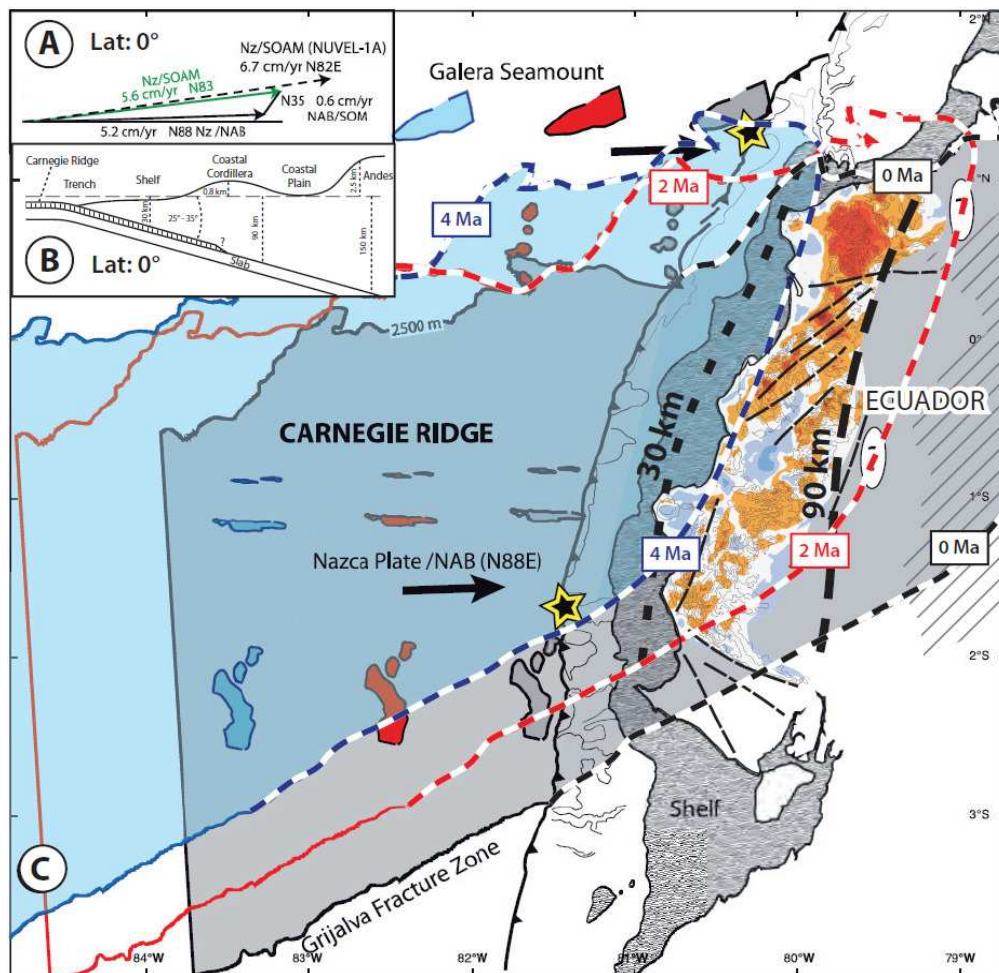 A
Lat: 0°
Nz/SOAM (NUVEL-1A)
6.7 cm/yr N82E
Nz/SOAM
5.6 cm/yr N83
N35 0.6 cm/yr
NAB/SOM
5.2 cm/yr N88 Nz /NAB
Carnegie Ridge
Trench
Shelf
Coastal
Cordillera
Coastal
Plain
Andes
0,8 km
2.5 km
30 km
25° - 35°
90 km
150 km
?
Slab
B
Lat: 0°
Galera Seamount
82°W
81°W
80°W
2°N
1°N
°N
4 Ma
2 Ma
0 Ma
2500 m
0°
CARNEGIE RIDGE
30 km
90 km
ECUADOR
1°S
Nazca Plate /NAB (N88E)
4 Ma
2 Ma
0 Ma
2°S
Shelf
3°S
C
Grijalva Fracture Zone
84°W
83°W
82°W
81°W
80°W
79°W